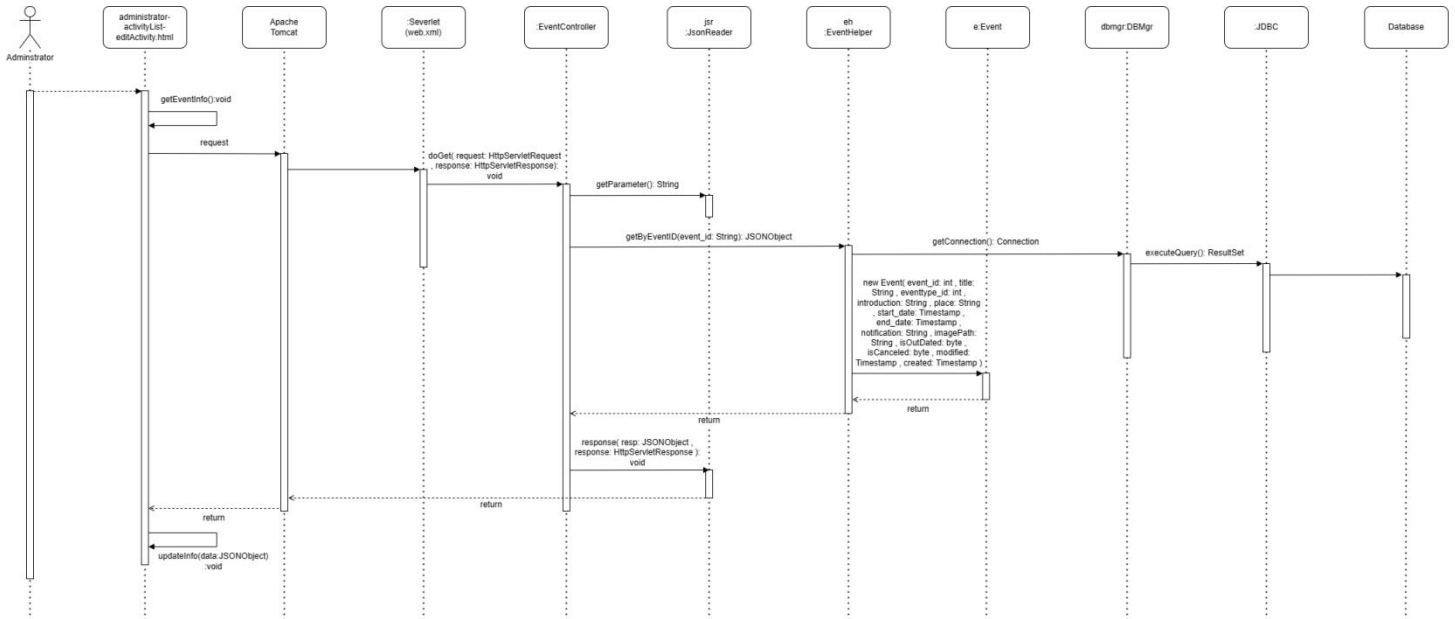 Adminstrator
administrator-
activityList-
editActivity.html
Apache
Tomcat
:Severlet
(web.xml)
:EventController
jsr
:JsonReader
eh
:EventHelper
e:Event
dbmgr:DBMgr
:JDBC
Database
getEventInfo():void
request
doGet( request: HttpServletRequest
, response: HttpServletResponse):
void
getParameter(): String
getByEventID(event_id: String): JSONObject
getConnection(): Connection
executeQuery(): ResultSet
new Event( event_id: int , title:
String , eventtype_id: int ,
introduction: String , place: String
, start_date: Timestamp ,
end_date: Timestamp ,
notification: String , imagePath:
String , isOutDated: byte ,
isCanceled: byte , modified:
Timestamp , created: Timestamp )
return
return
response( resp: JSONObject ,
response: HttpServletResponse ):
void
return
return
updateInfo(data:JSONObject)
:void